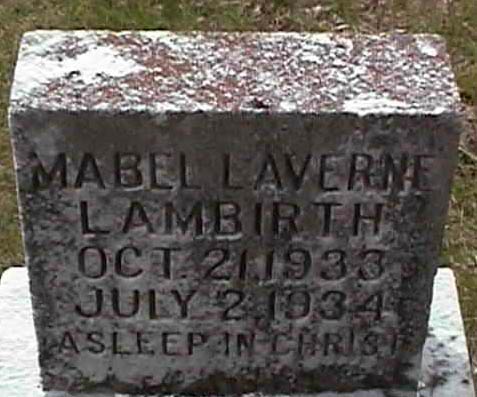 MABEL LAVERNE
LAMBIRTH
OCT. 21, 1933
JULY 2, 1934
ASLEEP IN CHRIST